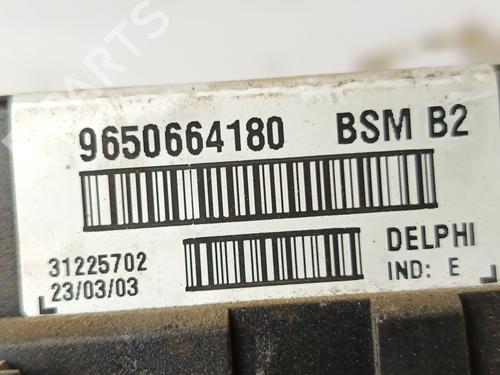 9650664180 BSM B2
31225702 DELPHI
23/03/03 IND: E